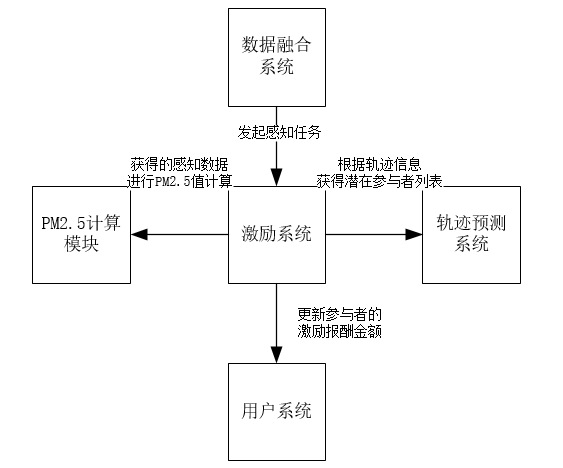 数据融合
系统
发起感知任务
获得的感知数据
进行PM2.5值计算
根据轨迹信息
获得潜在参与者列表
PM2.5计算
模块
激励系统
轨迹预测
系统
更新参与者的
激励报酬金额
用户系统